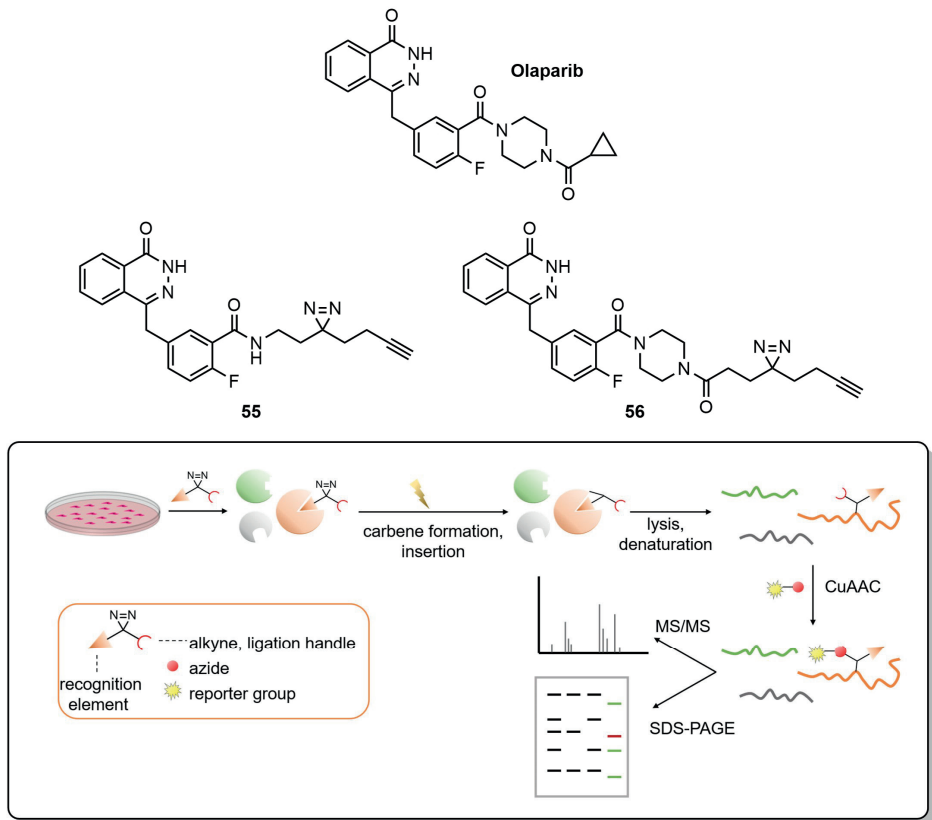 O
NH
N
Olaparib
O
N
N
F
O
O
NH
N
O
N=N
N
H
F
55
O
NH
N
O
N
N
F
O
N=N
56
N=N
N=N
N=N
carbene formation,
insertion
lysis,
denaturation
CuAAC
MS/MS
SDS-PAGE
N=N
alkyne, ligation handle
azide
reporter group
recognition
element